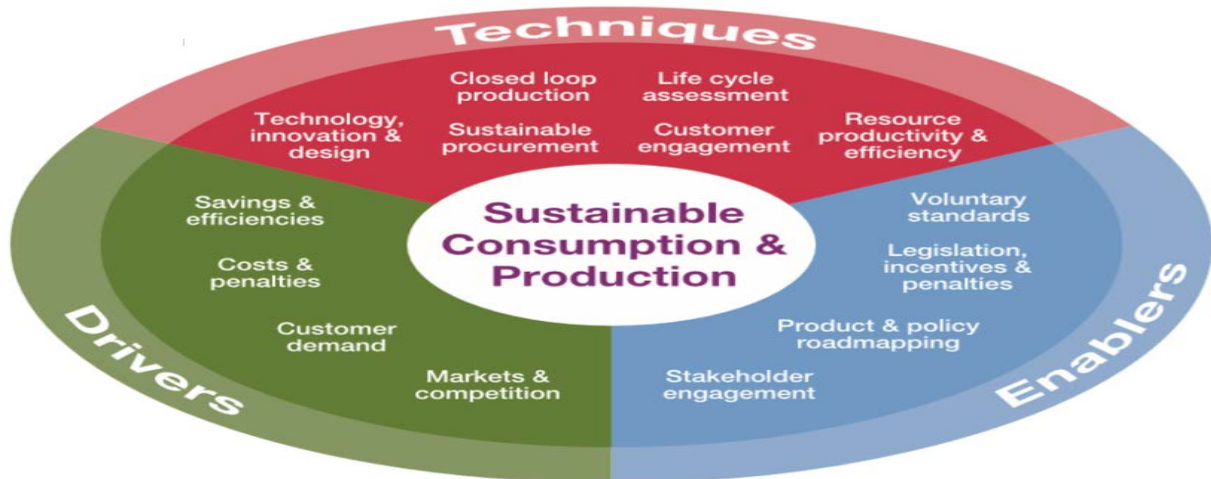 Techniques
Closed loop
production
Life cycle
assessment
Technology,
innovation &
design
Sustainable
procurement
Customer
engagement
Resource
productivity &
efficiency
Sustainable
Consumption &
Production
Savings &
efficiencies
Costs &
penalties
Customer
demand
Markets &
competition
Drivers
Voluntary
standards
Legislation,
incentives &
penalties
Product & policy
roadmapping
Stakeholder
engagement
Enablers